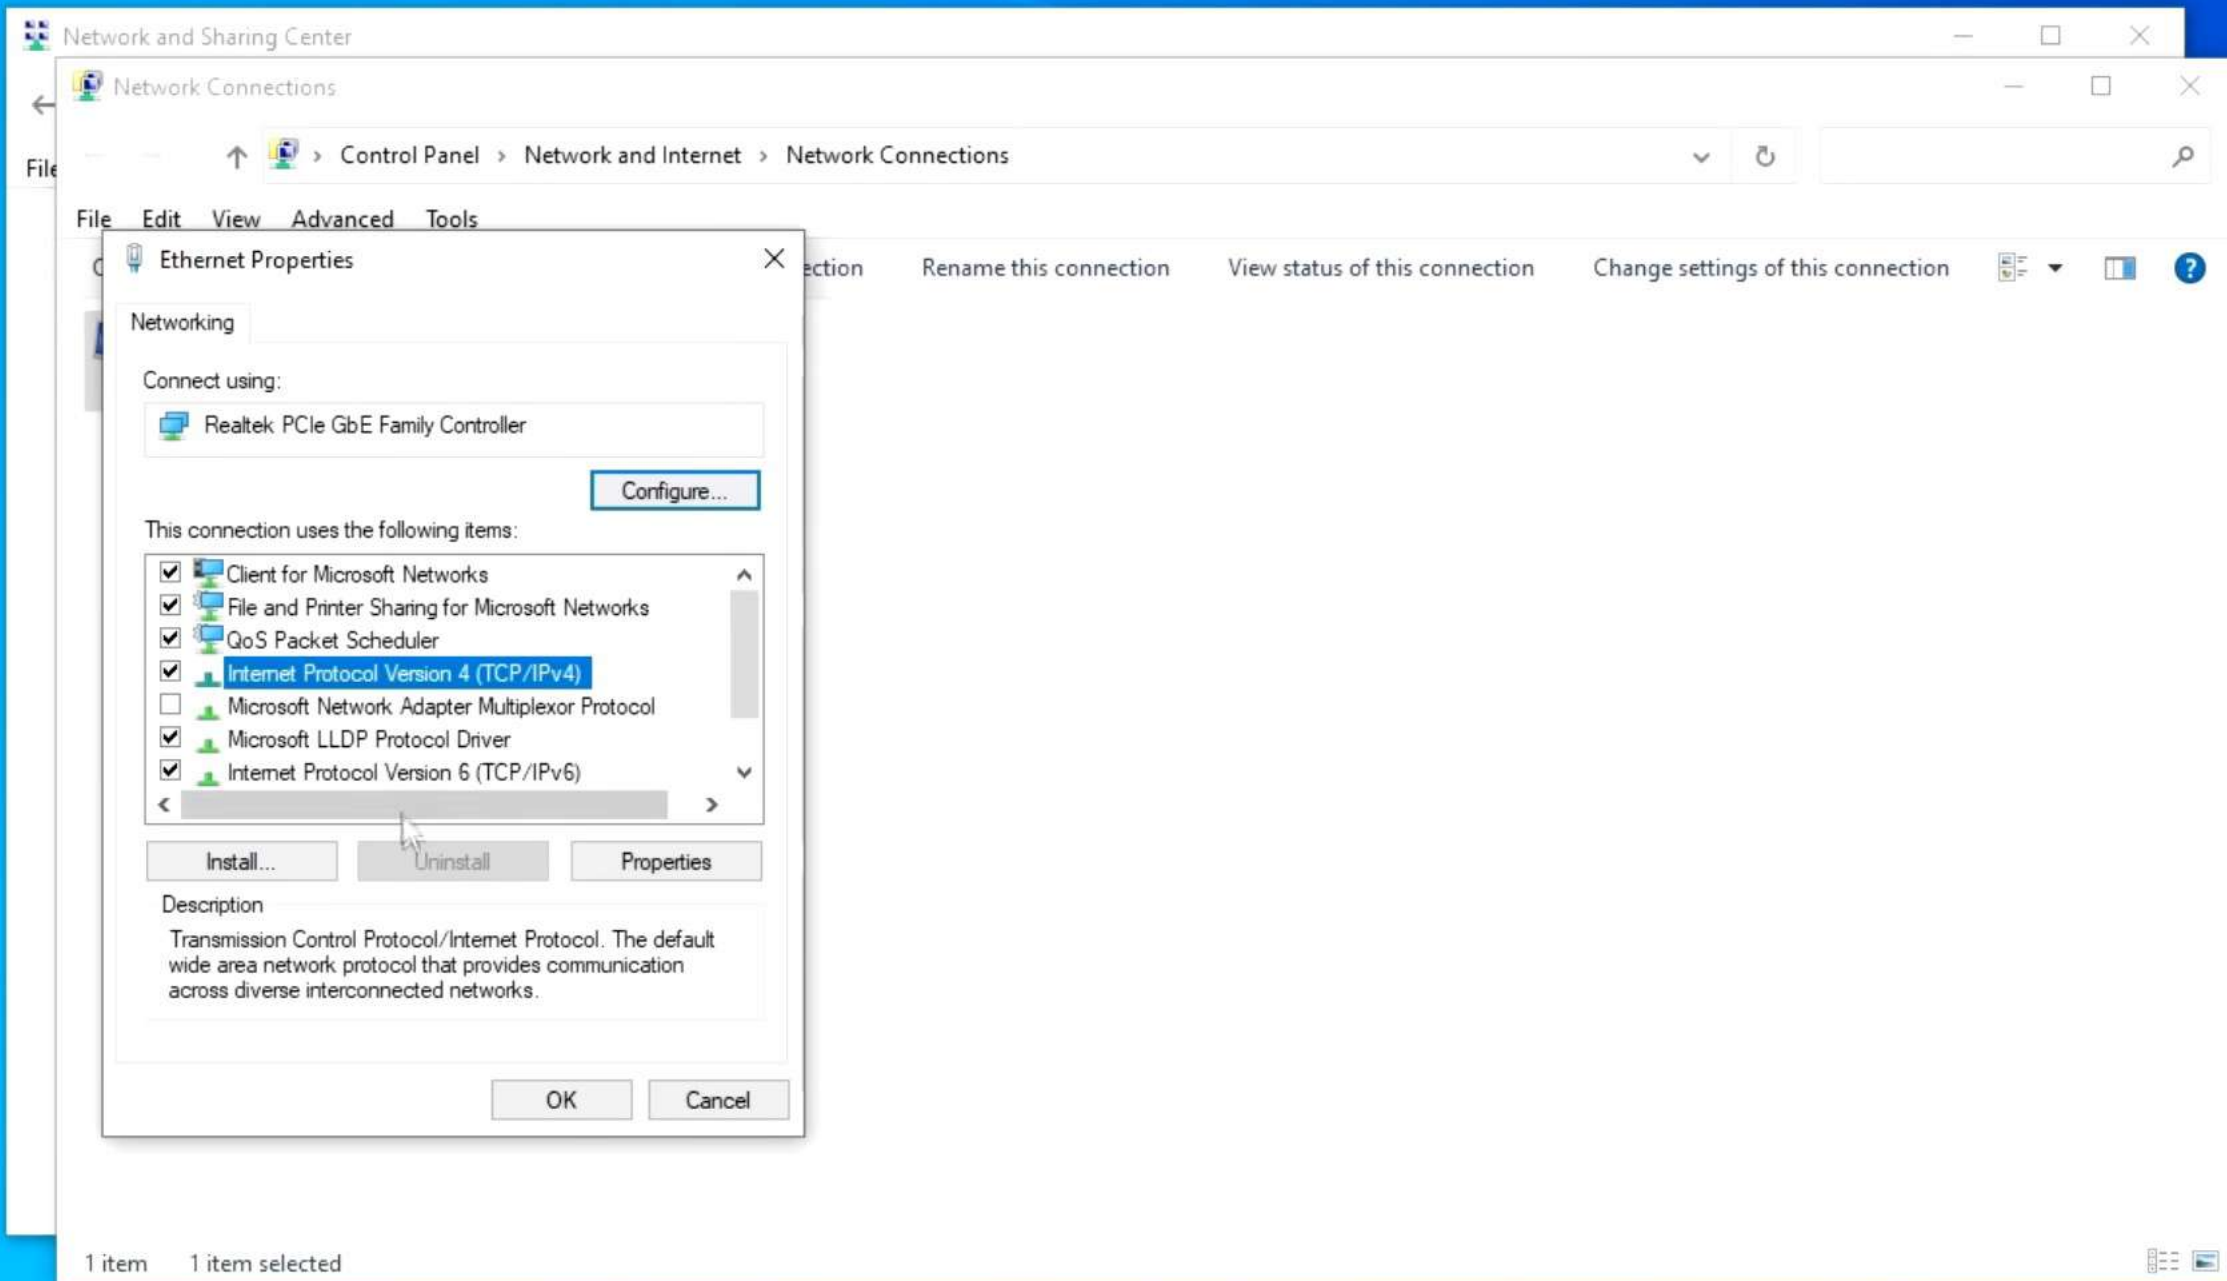 Network and Sharing Center
Network Connections
Control Panel > Network and Internet > Network Connections
File
File Edit View Advanced Tools
Ethernet Properties
ection Rename this connection View status of this connection Change settings of this connection
Networking
Connect using:
Realtek PCIe GbE Family Controller
Configure...
This connection uses the following items:
Client for Microsoft Networks
File and Printer Sharing for Microsoft Networks
QoS Packet Scheduler
Internet Protocol Version 4 (TCP/IPv4)
Microsoft Network Adapter Multiplexor Protocol
Microsoft LLDP Protocol Driver
Internet Protocol Version 6 (TCP/IPv6)
Install... Uninstall Properties
Description
Transmission Control Protocol/Internet Protocol. The default
wide area network protocol that provides communication
across diverse interconnected networks.
OK Cancel
1 item 1 item selected